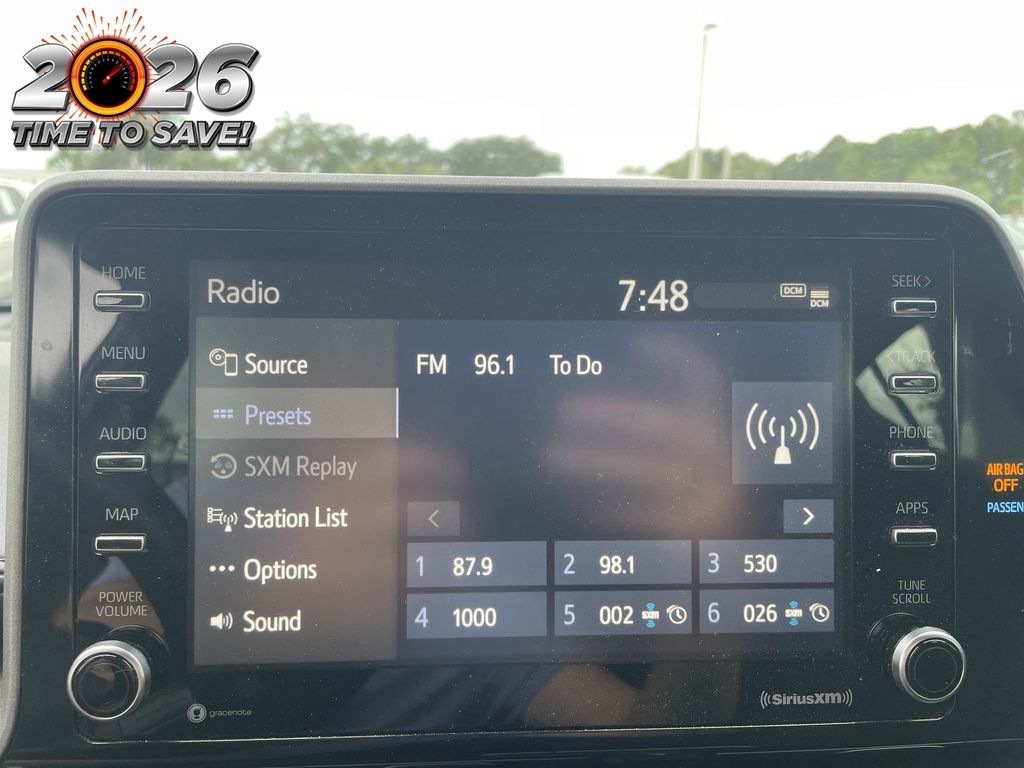 2026
TIME TO SAVE!
HOME
MENU
AUDIO
MAP
POWER
VOLUME
Radio
7:48
DCM
DCM
Source
Presets
SXM Replay
Station List
Options
Sound
FM 96.1 To Do
<
>
1 87.9
2 98.1
3 530
4 1000
5 002 SXM
6 026 SXM
SEEK >
< TRACK
PHONE
APPS
TUNE
SCROLL
AIRBAG
OFF
PASSEN
gracenote
SiriusXM